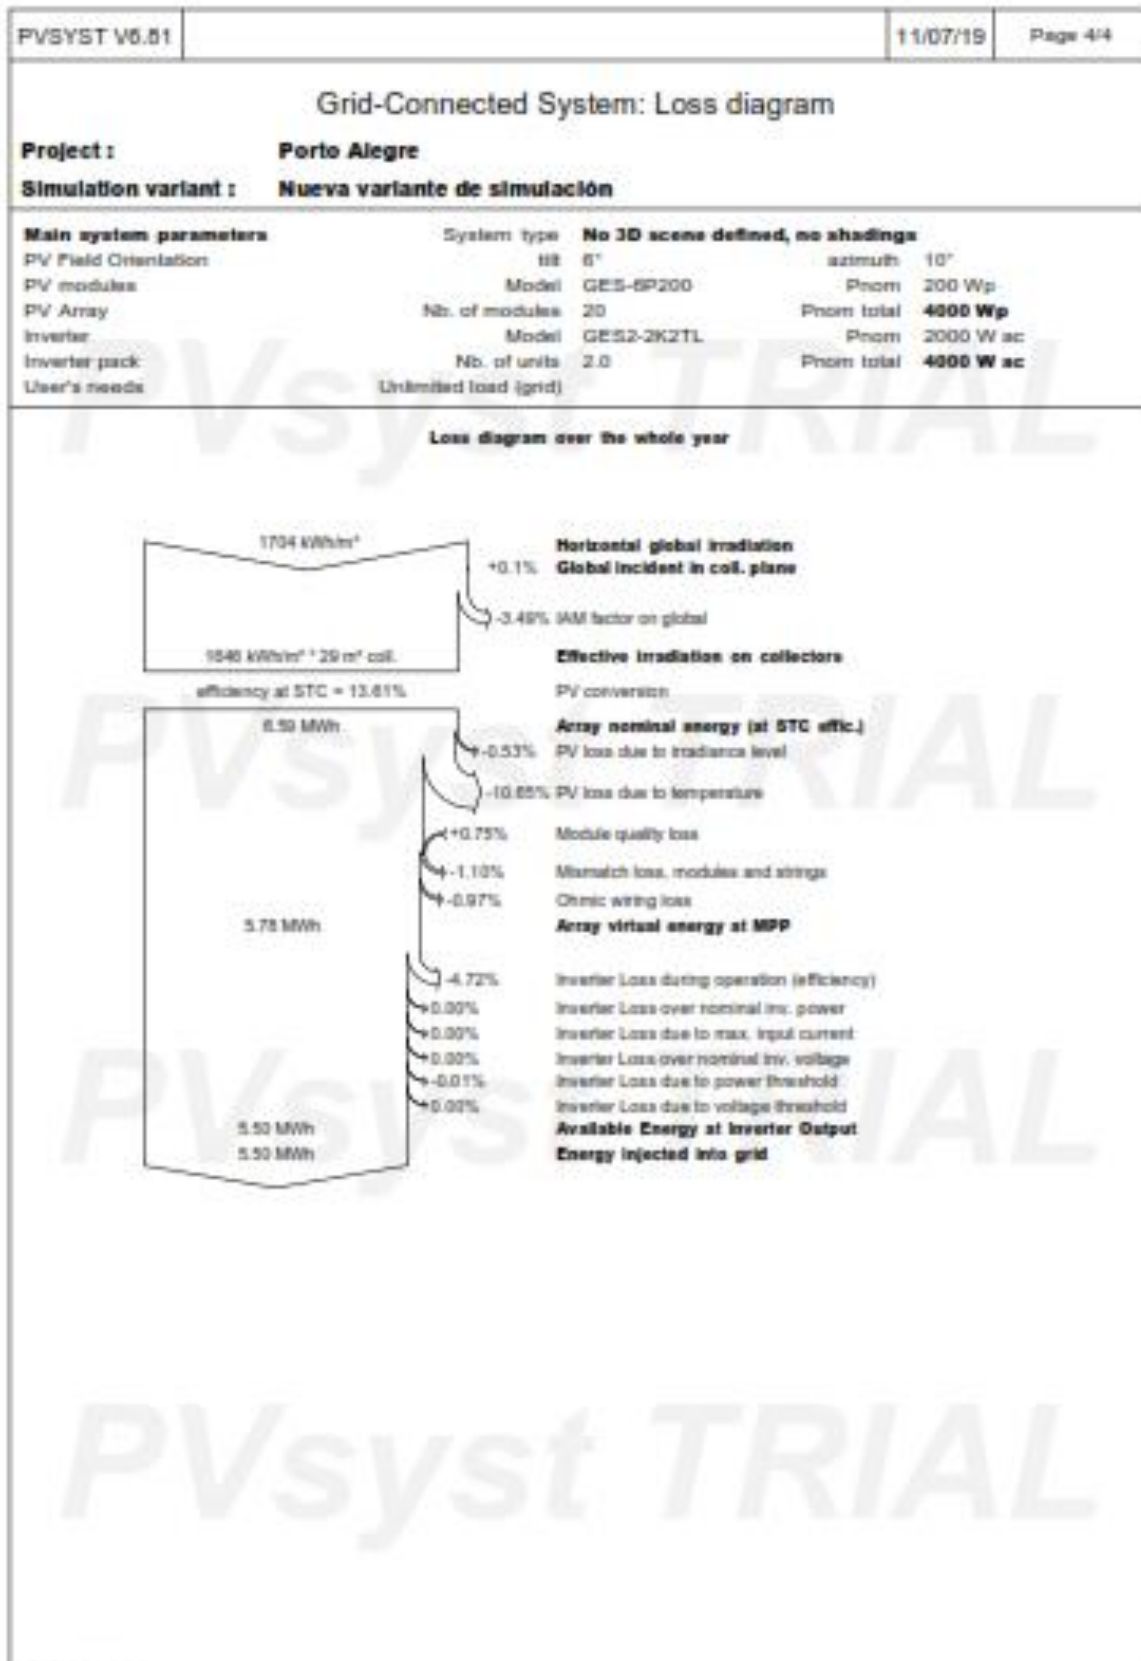 PVSYST V6.81 11/07/19 Page 4/4
Grid-Connected System: Loss diagram
Project : Porto Alegre
Simulation variant : Nueva variante de simulación
Main system parameters System type No 3D scene defined, no shadings
PV Field Orientation tilt 6° azimuth 10°
PV modules Model GES-6P200 Pnom 200 Wp
PV Array Nb. of modules 20 Pnom total 4000 Wp
Inverter Model GES2-2K2TL Pnom 2000 W ac
Inverter pack Nb. of units 2.0 Pnom total 4000 W ac
User's needs Unlimited load (grid)
Loss diagram over the whole year
1704 kWh/m² Horizontal global irradiation
+0.1% Global incident in coll. plane
-3.49% IAM factor on global
1646 kWh/m² * 29 m² coll. Effective irradiation on collectors
efficiency at STC = 13.61% PV conversion
6.59 MWh Array nominal energy (at STC effic.)
-0.53% PV loss due to irradiance level
-10.65% PV loss due to temperature
+0.75% Module quality loss
-1.10% Mismatch loss, modules and strings
-0.97% Ohmic wiring loss
5.78 MWh Array virtual energy at MPP
-4.72% Inverter Loss during operation (efficiency)
0.00% Inverter Loss over nominal inv. power
0.00% Inverter Loss due to max. input current
0.00% Inverter Loss over nominal inv. voltage
-0.01% Inverter Loss due to power threshold
0.00% Inverter Loss due to voltage threshold
5.50 MWh Available Energy at Inverter Output
5.50 MWh Energy injected into grid
PVsyst TRIAL
PVsyst TRIAL
PVsyst TRIAL
PVsyst TRIAL